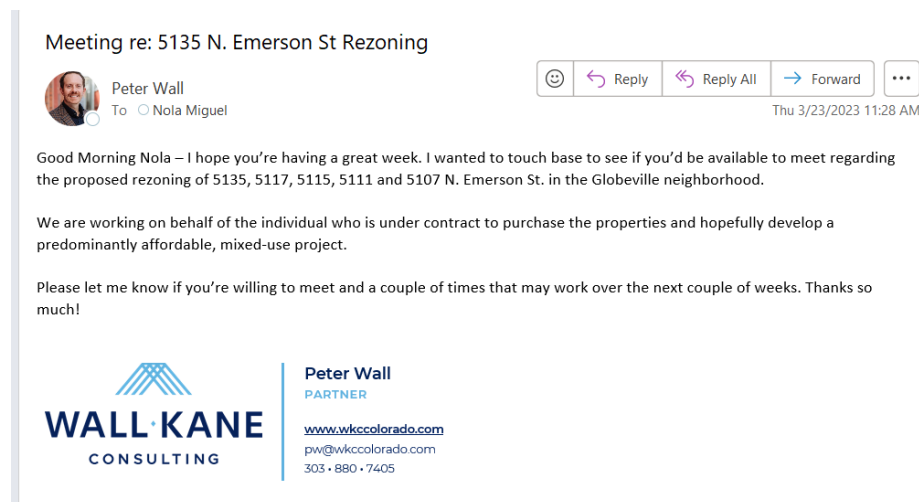 Meeting re: 5135 N. Emerson St Rezoning
Peter Wall
To Nola Miguel
Reply
Reply All
Forward
Thu 3/23/2023 11:28 AM
Good Morning Nola – I hope you're having a great week. I wanted to touch base to see if you'd be available to meet regarding
the proposed rezoning of 5135, 5117, 5115, 5111 and 5107 N. Emerson St. in the Globeville neighborhood.
We are working on behalf of the individual who is under contract to purchase the properties and hopefully develop a
predominantly affordable, mixed-use project.
Please let me know if you're willing to meet and a couple of times that may work over the next couple of weeks. Thanks so
much!
WALL·KANE
CONSULTING
Peter Wall
PARTNER
www.wkccolorado.com
pw@wkccolorado.com
303 • 880 • 7405